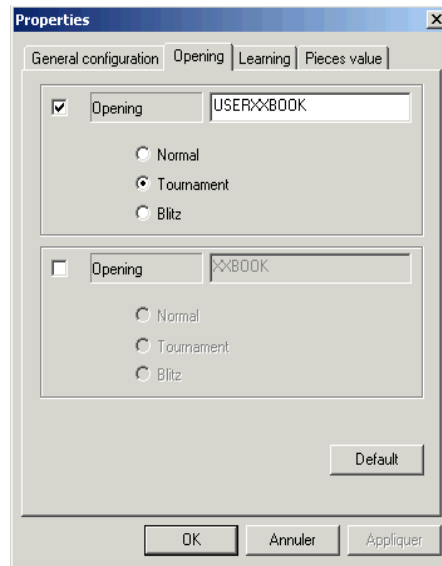 Properties
General configuration Opening Learning Pieces value
Opening USERXXBOOK
Normal
Tournament
Blitz
Opening XXBOOK
Normal
Tournament
Blitz
Default
OK Annuler Appliquer